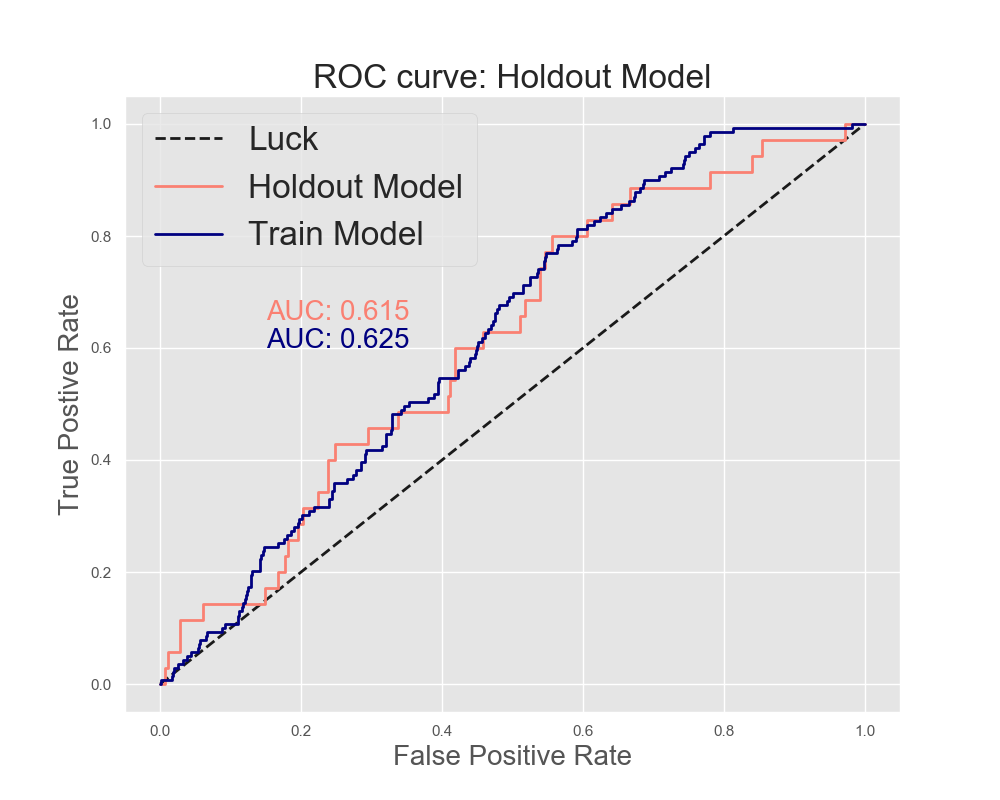 ROC curve: Holdout Model
Luck
Holdout Model
Train Model
AUC: 0.615
AUC: 0.625
True Postive Rate
1.0
0.8
0.6
0.4
0.2
0.0
0.0 0.2 0.4 0.6 0.8 1.0
False Positive Rate